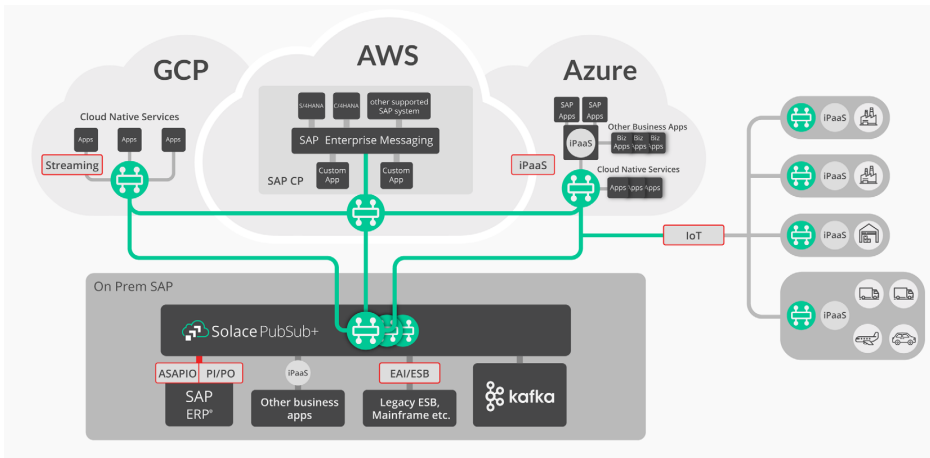 GCP
AWS
Azure
Cloud Native Services
Apps
Apps
Apps
Streaming
S/4HANA
C/4HANA
other supported
SAP system
SAP Enterprise Messaging
SAP CP
Custom
App
Custom
App
SAP
Apps
SAP
Apps
iPaaS
iPaaS
Other Business Apps
Biz
Apps
Biz
Apps
Biz
Apps
Cloud Native Services
Apps
Apps
Apps
IoT
iPaaS
iPaaS
iPaaS
iPaaS
On Prem SAP
Solace PubSub+
ASAPIO
PI/PO
SAP
ERP®
iPaaS
Other business
apps
EAI/ESB
Legacy ESB,
Mainframe etc.
kafka